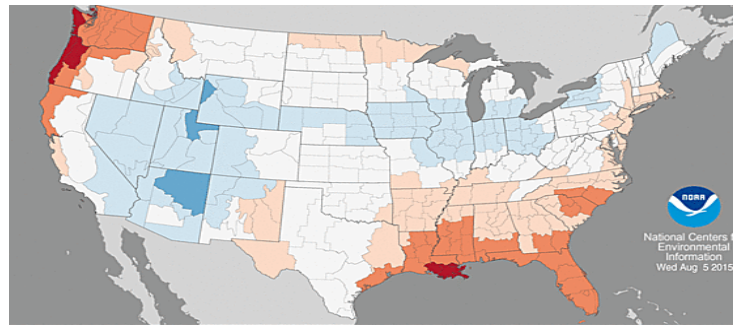 NOAA
National Centers f
Environmental
Information
Wed Aug 5 2015